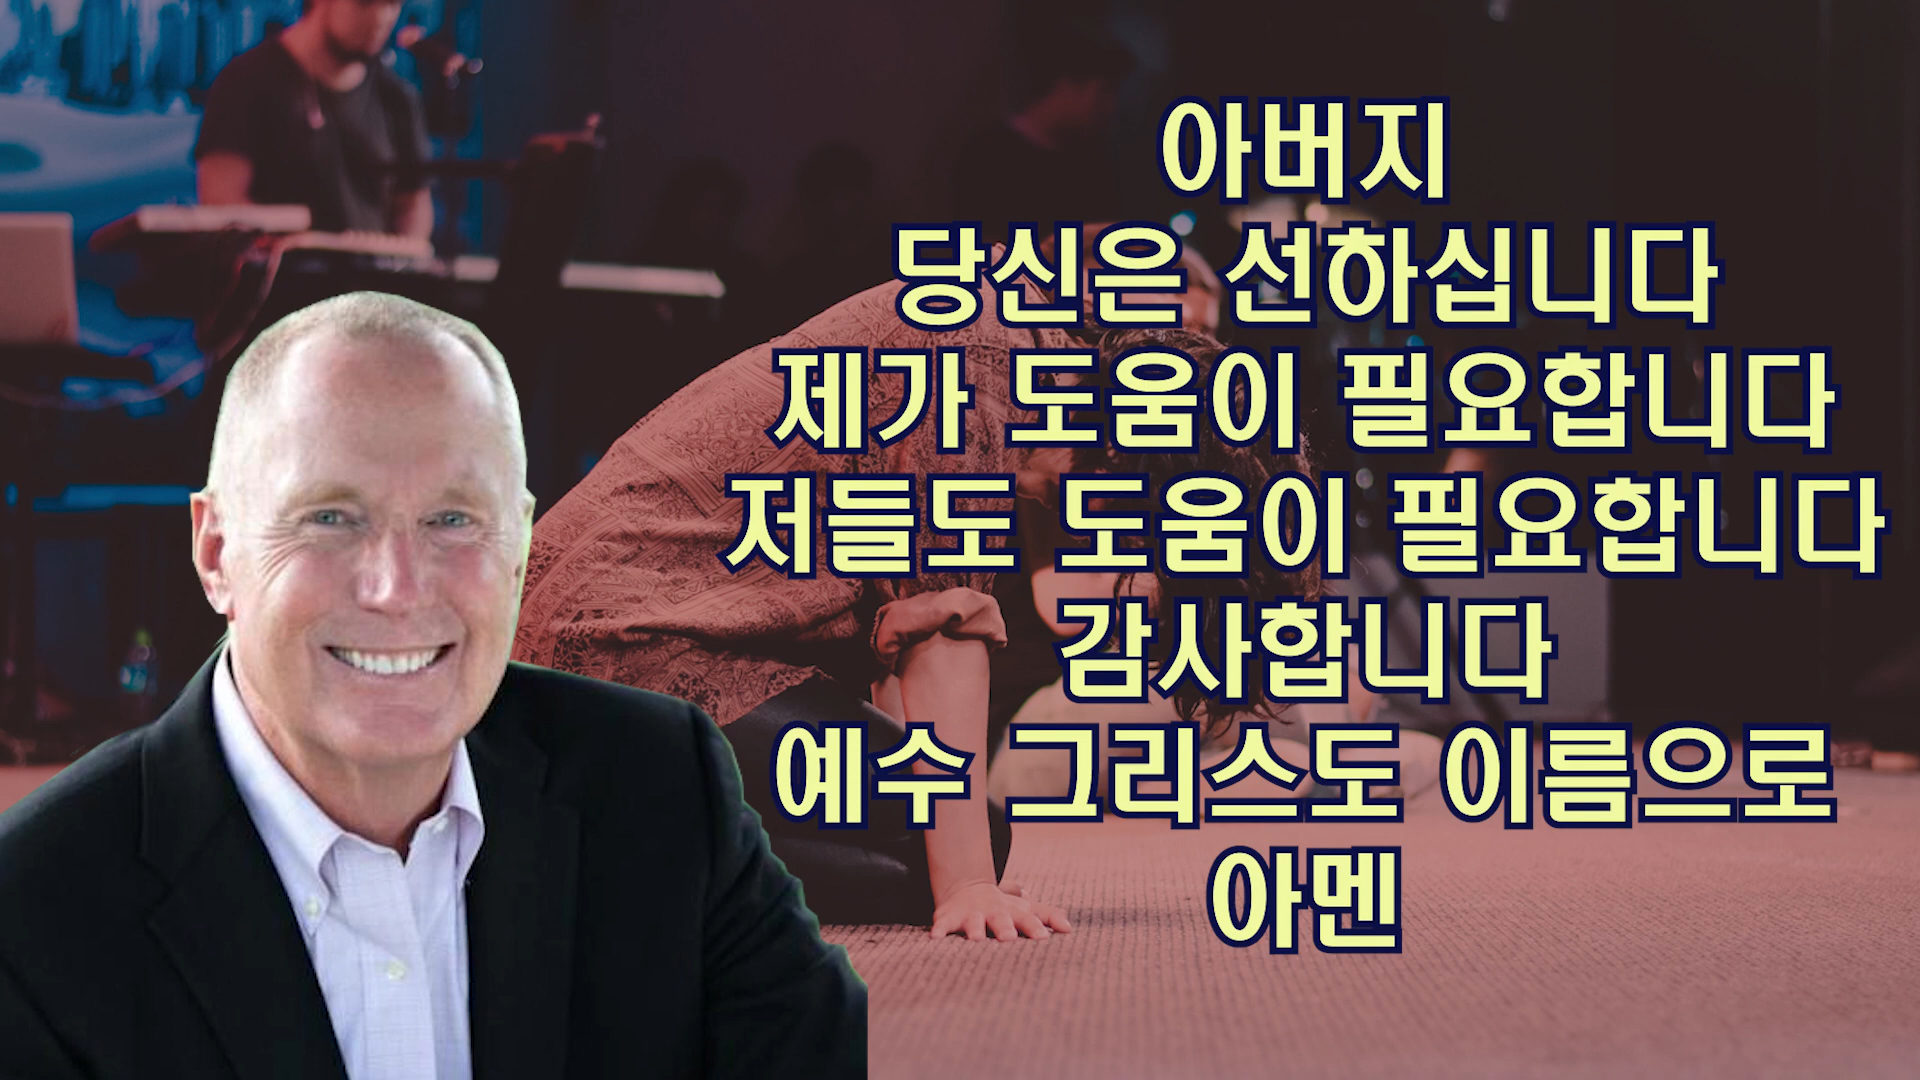 아버지
당신은 선하십니다
제가 도움이 필요합니다
저들도 도움이 필요합니다
감사합니다
예수 그리스도 이름으로
아멘